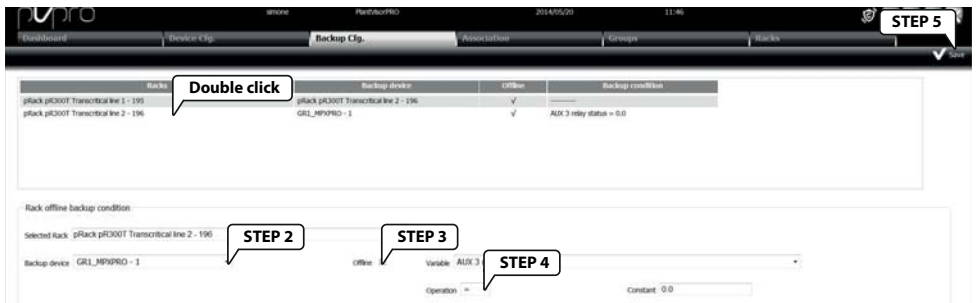 pvpro simone PlantVisorPRO 2014/05/20 11:46
STEP 5
Dashboard Device Cfg. Backup Cfg. Association Groups Racks
Save
Racks Backup device Offline Backup condition
Double click
pRack pR300T Transcritical line 1 - 195 pRack pR300T Transcritical line 2 - 196 √ ----------
pRack pR300T Transcritical line 2 - 196 GR1_MPXPRO - 1 √ AUX 3 relay status = 0.0
Rack offline backup condition
Selected Rack pRack pR300T Transcritical line 2 - 196
STEP 2 STEP 3
Backup device GR1_MPXPRO - 1 Offline Variable AUX 3
STEP 4
Operation = Constant 0.0